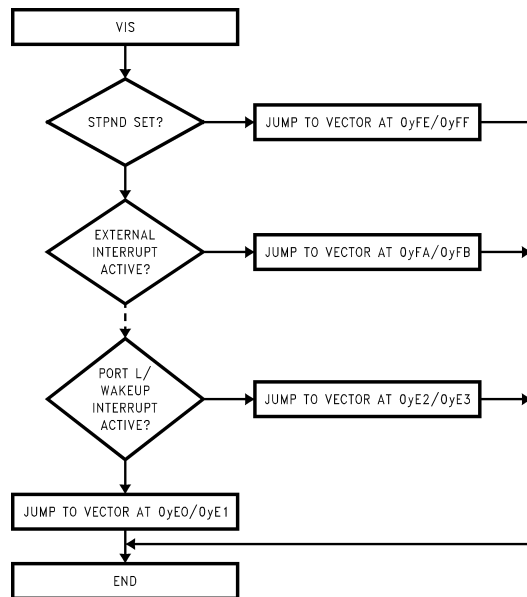 VIS
STPND SET?
JUMP TO VECTOR AT 0yFE/0yFF
EXTERNAL
INTERRUPT
ACTIVE?
JUMP TO VECTOR AT 0yFA/0yFB
PORT L/
WAKEUP
INTERRUPT
ACTIVE?
JUMP TO VECTOR AT 0yE2/0yE3
JUMP TO VECTOR AT 0yE0/0yE1
END